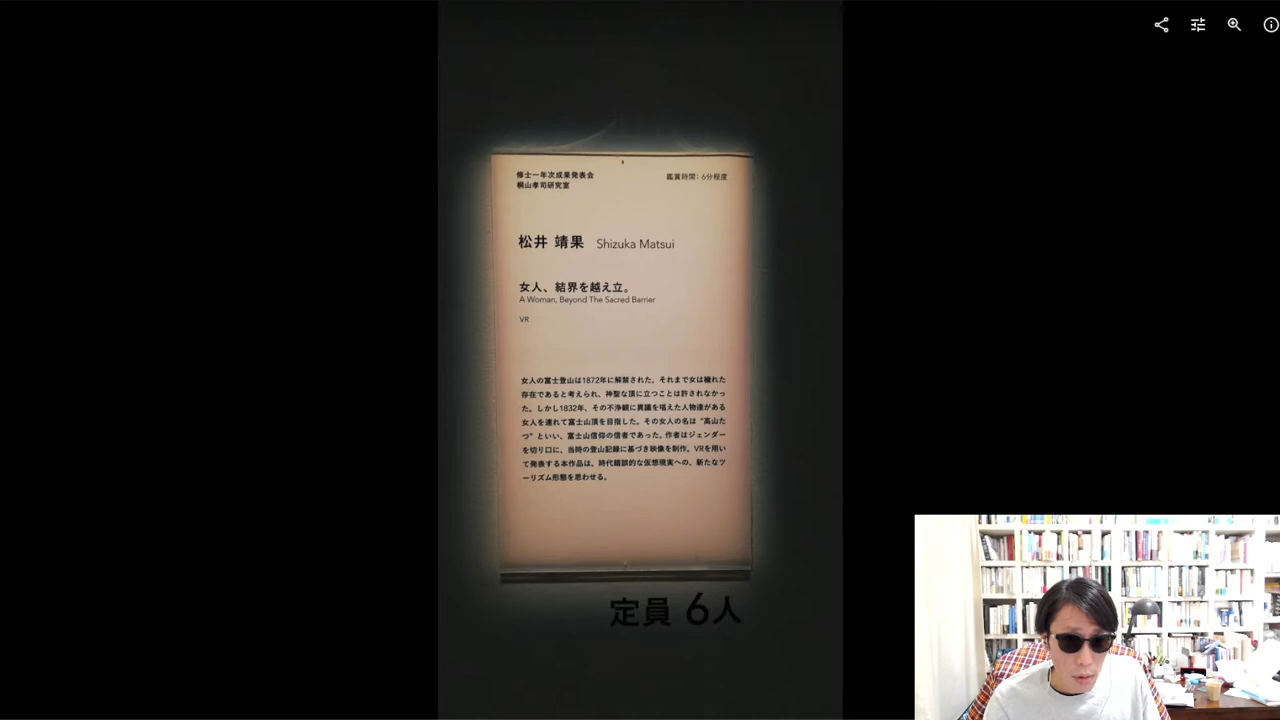 修士一年次成果発表会
桐山孝司研究室
鑑賞時間：6分程度
松井 靖果 Shizuka Matsui
女人、結界を越え立。
A Woman, Beyond The Sacred Barrier
VR
女人の富士登山は1872年に解禁された。それまで女は穢れた
存在であると考えられ、神聖な頂に立つことは許されなかっ
た。しかし1832年、その不浄観に異議を唱えた人物達がある
女人を連れて富士山頂を目指した。その女人の名は “高山た
つ” といい、富士山信仰の信者であった。作者はジェンダー
を切り口に、当時の登山記録に基づき映像を制作。VRを用い
て発表する本作品は、時代錯誤的な仮想現実への、新たなツ
ーリズム形態を思わせる。
定員 6人